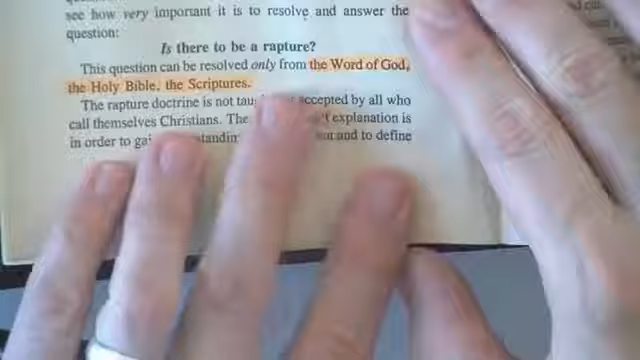 see how very important it is to resolve and answer the
question:
Is there to be a rapture?
This question can be resolved only from the Word of God,
the Holy Bible, the Scriptures.
The rapture doctrine is not accepted by all who
call themselves Christians. The explanation is
in order to and to define